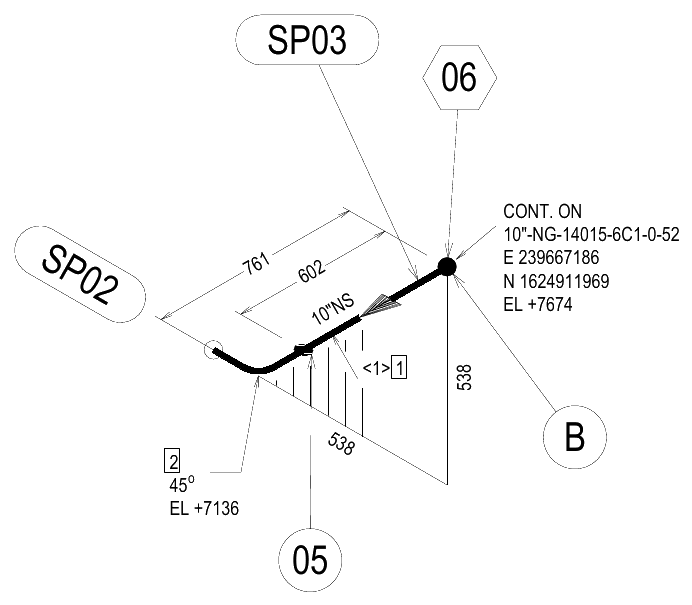 SP03
06
CONT. ON
10"-NG-14015-6C1-0-52
E 239667186
N 1624911969
EL +7674
SP02
761
602
10"NS
<1> 1
538
538
B
2
45°
EL +7136
05